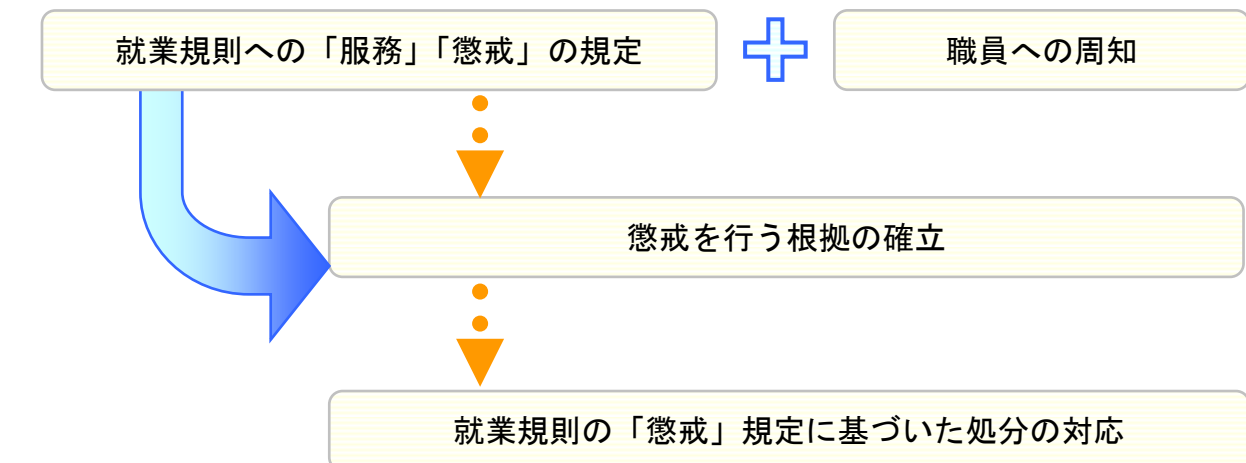 就業規則への「服務」「懲戒」の規定
職員への周知
懲戒を行う根拠の確立
就業規則の「懲戒」規定に基づいた処分の対応